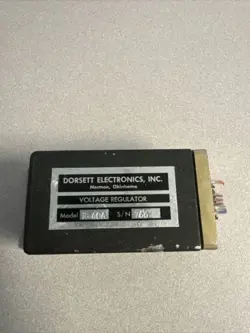 DORSETT ELECTRONICS, INC.
Norman, Oklahoma
VOLTAGE REGULATOR
Model S/N